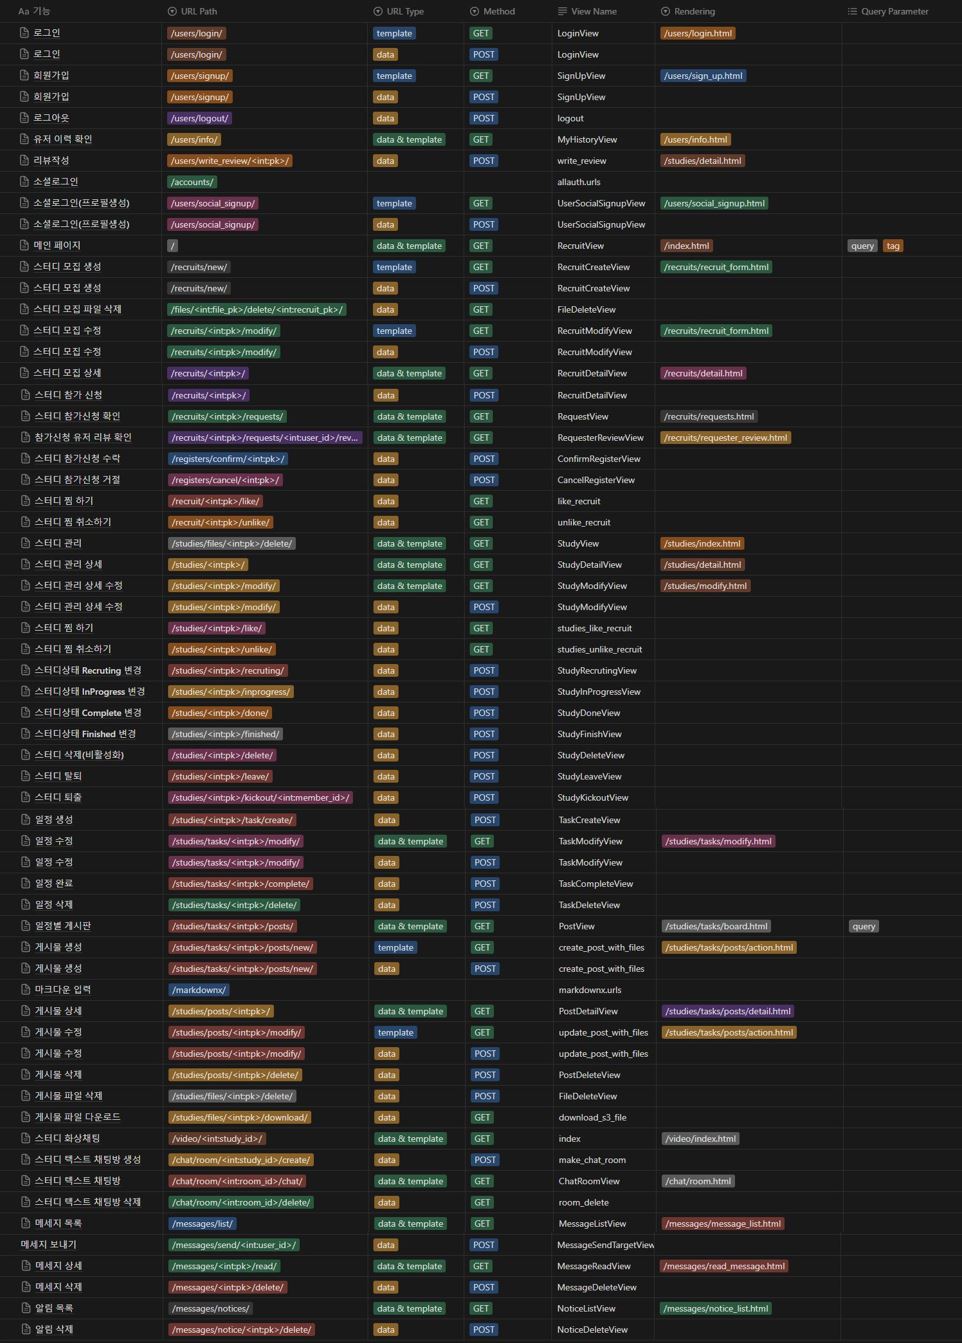 Aa 기능 URL Path URL Type Method View Name Rendering Query Parameter
로그인 /users/login/ template GET LoginView /users/login.html
로그인 /users/login/ data POST LoginView
회원가입 /users/signup/ template GET SignUpView /users/sign_up.html
회원가입 /users/signup/ data POST SignUpView
로그아웃 /users/logout/ data POST logout
유저 이력 확인 /users/info/ data & template GET MyHistoryView /users/info.html
리뷰작성 /users/write_review/<int:pk>/ data POST write_review /studies/detail.html
소셜로그인 /accounts/ allauth.urls
소셜로그인(프로필생성) /users/social_signup/ template GET UserSocialSignupView /users/social_signup.html
소셜로그인(프로필생성) /users/social_signup/ data POST UserSocialSignupView
메인 페이지 / data & template GET RecruitView /index.html query tag
스터디 모집 생성 /recruits/new/ template GET RecruitCreateView /recruits/recruit_form.html
스터디 모집 생성 /recruits/new/ data POST RecruitCreateView
스터디 모집 파일 삭제 /files/<int:file_pk>/delete/<int:recruit_pk>/ data GET FileDeleteView
스터디 모집 수정 /recruits/<int:pk>/modify/ template GET RecruitModifyView /recruits/recruit_form.html
스터디 모집 수정 /recruits/<int:pk>/modify/ data POST RecruitModifyView
스터디 모집 상세 /recruits/<int:pk>/ data & template GET RecruitDetailView /recruits/detail.html
스터디 참가 신청 /recruits/<int:pk>/ data POST RecruitDetailView
스터디 참가신청 확인 /recruits/<int:pk>/requests/ data & template GET RequestView /recruits/requests.html
참가신청 유저 리뷰 확인 /recruits/<int:pk>/requests/<int:user_id>/rev... data & template GET RequesterReviewView /recruits/requester_review.html
스터디 참가신청 수락 /registers/confirm/<int:pk>/ data POST ConfirmRegisterView
스터디 참가신청 거절 /registers/cancel/<int:pk>/ data POST CancelRegisterView
스터디 찜 하기 /recruit/<int:pk>/like/ data GET like_recruit
스터디 찜 취소하기 /recruit/<int:pk>/unlike/ data GET unlike_recruit
스터디 관리 /studies/files/<int:pk>/delete/ data & template GET StudyView /studies/index.html
스터디 관리 상세 /studies/<int:pk>/ data & template GET StudyDetailView /studies/detail.html
스터디 관리 상세 수정 /studies/<int:pk>/modify/ data & template GET StudyModifyView /studies/modify.html
스터디 관리 상세 수정 /studies/<int:pk>/modify/ data POST StudyModifyView
스터디 찜 하기 /studies/<int:pk>/like/ data GET studies_like_recruit
스터디 찜 취소하기 /studies/<int:pk>/unlike/ data GET studies_unlike_recruit
스터디상태 Recruting 변경 /studies/<int:pk>/recruting/ data POST StudyRecrutingView
스터디상태 InProgress 변경 /studies/<int:pk>/inprogress/ data POST StudyInProgressView
스터디상태 Complete 변경 /studies/<int:pk>/done/ data POST StudyDoneView
스터디상태 Finished 변경 /studies/<int:pk>/finished/ data POST StudyFinishView
스터디 삭제(비활성화) /studies/<int:pk>/delete/ data POST StudyDeleteView
스터디 탈퇴 /studies/<int:pk>/leave/ data POST StudyLeaveView
스터디 퇴출 /studies/<int:pk>/kickout/<int:member_id>/ data POST StudyKickoutView
일정 생성 /studies/<int:pk>/task/create/ data POST TaskCreateView
일정 수정 /studies/tasks/<int:pk>/modify/ data & template GET TaskModifyView /studies/tasks/modify.html
일정 수정 /studies/tasks/<int:pk>/modify/ data POST TaskModifyView
일정 완료 /studies/tasks/<int:pk>/complete/ data POST TaskCompleteView
일정 삭제 /studies/tasks/<int:pk>/delete/ data POST TaskDeleteView
일정별 게시판 /studies/tasks/<int:pk>/posts/ data & template GET PostView /studies/tasks/board.html query
게시물 생성 /studies/tasks/<int:pk>/posts/new/ template GET create_post_with_files /studies/tasks/posts/action.html
게시물 생성 /studies/tasks/<int:pk>/posts/new/ data POST create_post_with_files
마크다운 입력 /markdownx/ markdownx.urls
게시물 상세 /studies/posts/<int:pk>/ data & template GET PostDetailView /studies/tasks/posts/detail.html
게시물 수정 /studies/posts/<int:pk>/modify/ template GET update_post_with_files /studies/tasks/posts/action.html
게시물 수정 /studies/posts/<int:pk>/modify/ data POST update_post_with_files
게시물 삭제 /studies/posts/<int:pk>/delete/ data POST PostDeleteView
게시물 파일 삭제 /studies/files/<int:pk>/delete/ data POST FileDeleteView
게시물 파일 다운로드 /studies/files/<int:pk>/download/ data GET download_s3_file
스터디 화상채팅 /video/<int:study_id>/ data & template GET index /video/index.html
스터디 텍스트 채팅방 생성 /chat/room/<int:study_id>/create/ data POST make_chat_room
스터디 텍스트 채팅방 /chat/room/<int:room_id>/chat/ data & template GET ChatRoomView /chat/room.html
스터디 텍스트 채팅방 삭제 /chat/room/<int:room_id>/delete/ data GET room_delete
메세지 목록 /messages/list/ data & template GET MessageListView /messages/message_list.html
메세지 보내기 /messages/send/<int:user_id>/ data POST MessageSendTargetView
메세지 상세 /messages/<int:pk>/read/ data & template GET MessageReadView /messages/read_message.html
메세지 삭제 /messages/<int:pk>/delete/ data POST MessageDeleteView
알림 목록 /messages/notices/ data & template GET NoticeListView /messages/notice_list.html
알림 삭제 /messages/notice/<int:pk>/delete/ data POST NoticeDeleteView